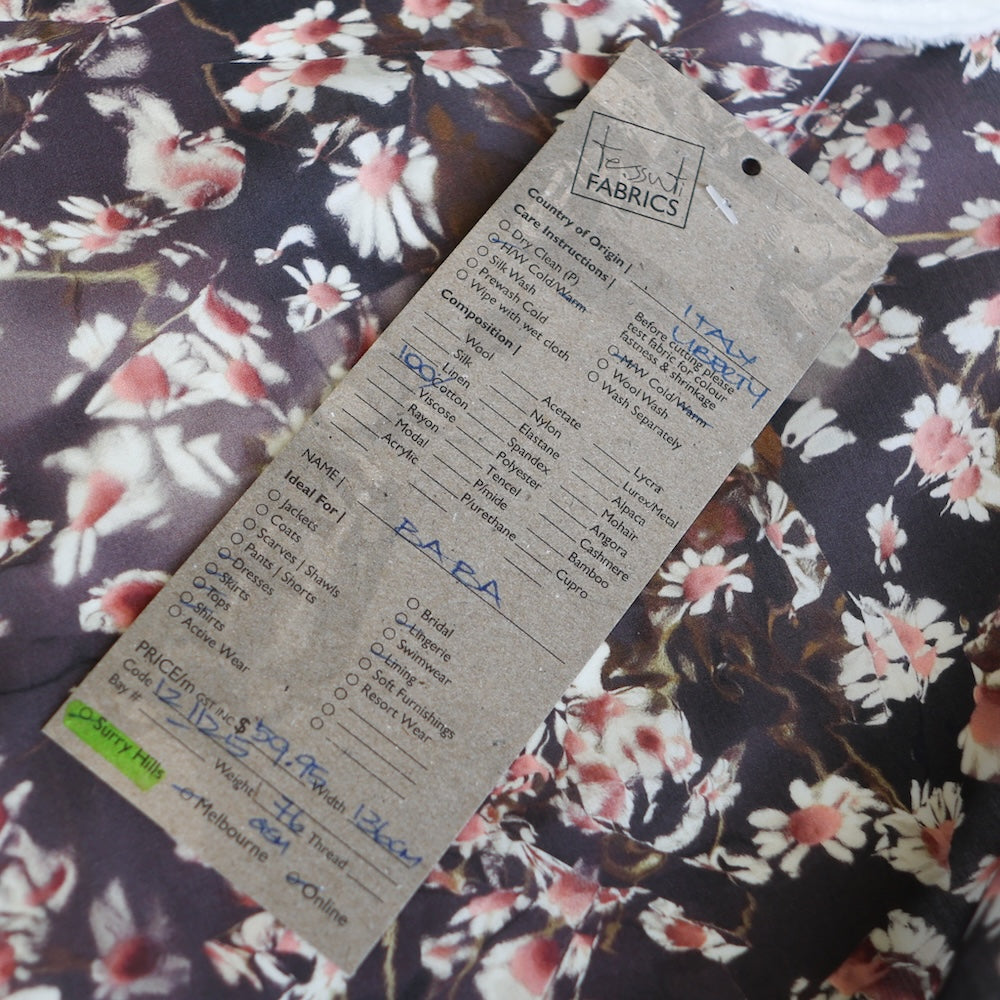 tessuti
FABRICS
Country of Origin | ITALY
Care Instructions | LIBERTY
Dry Clean (P)
H/W Cold/Warm
Silk Wash
Prewash Cold
Wipe with wet cloth
Before cutting please
test fabric for colour
fastness & shrinkage
M/W Cold/Warm
Wool Wash
Wash Separately
Composition |
Wool
Silk
Linen
100% Cotton
Viscose
Rayon
Modal
Acrylic
Acetate
Nylon
Elastane
Spandex
Polyester
Tencel
P/mide
P/urethane
Lycra
Lurex/Metal
Alpaca
Mohair
Angora
Cashmere
Bamboo
Cupro
NAME | BABA
Ideal For |
Jackets
Coats
Scarves | Shawls
Pants | Shorts
Dresses
Skirts
Tops
Shirts
Active Wear
Bridal
Lingerie
Swimwear
Lining
Soft Furnishings
Resort Wear
PRICE/m GST INC $ 59.95 Width 136cm
Code 12 1125 Weight 76 Thread
Bay # GSM
Surry Hills
Melbourne
Online